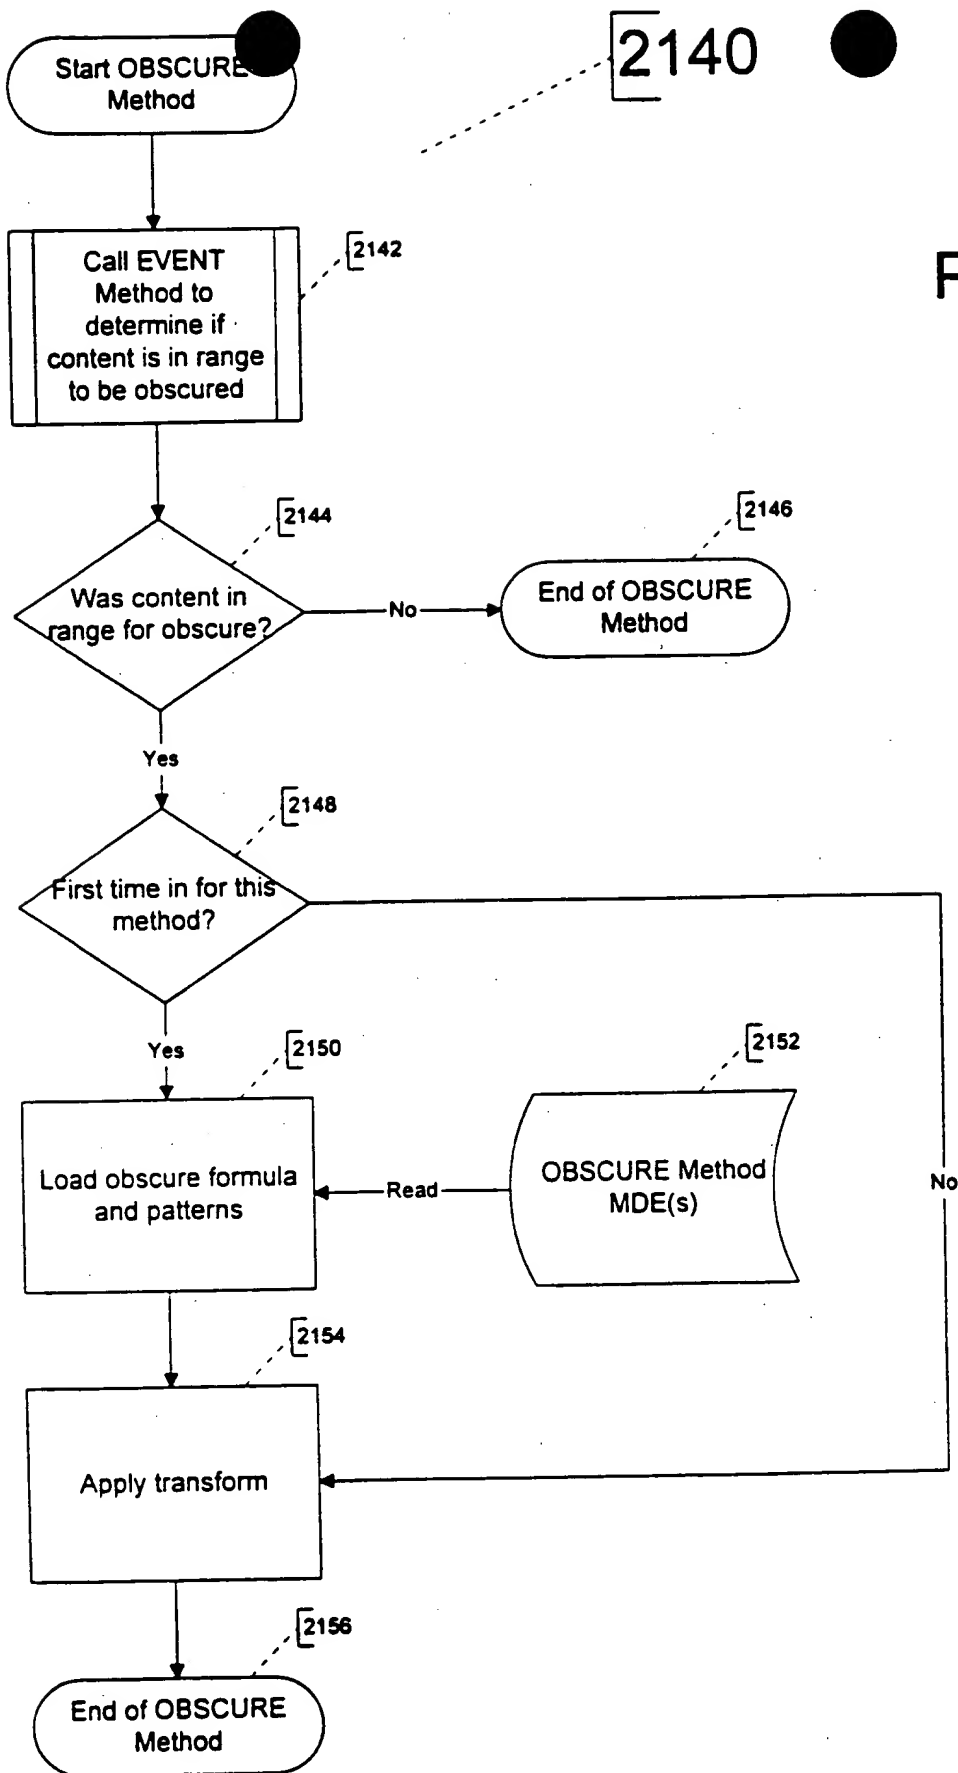 2140
Start OBSCURE
Method
2142
Call EVENT
Method to
determine if
content is in range
to be obscured
F
2144
Was content in
range for obscure?
No
2146
End of OBSCURE
Method
Yes
2148
First time in for this
method?
No
Yes
2150
Load obscure formula
and patterns
Read
2152
OBSCURE Method
MDE(s)
2154
Apply transform
2156
End of OBSCURE
Method